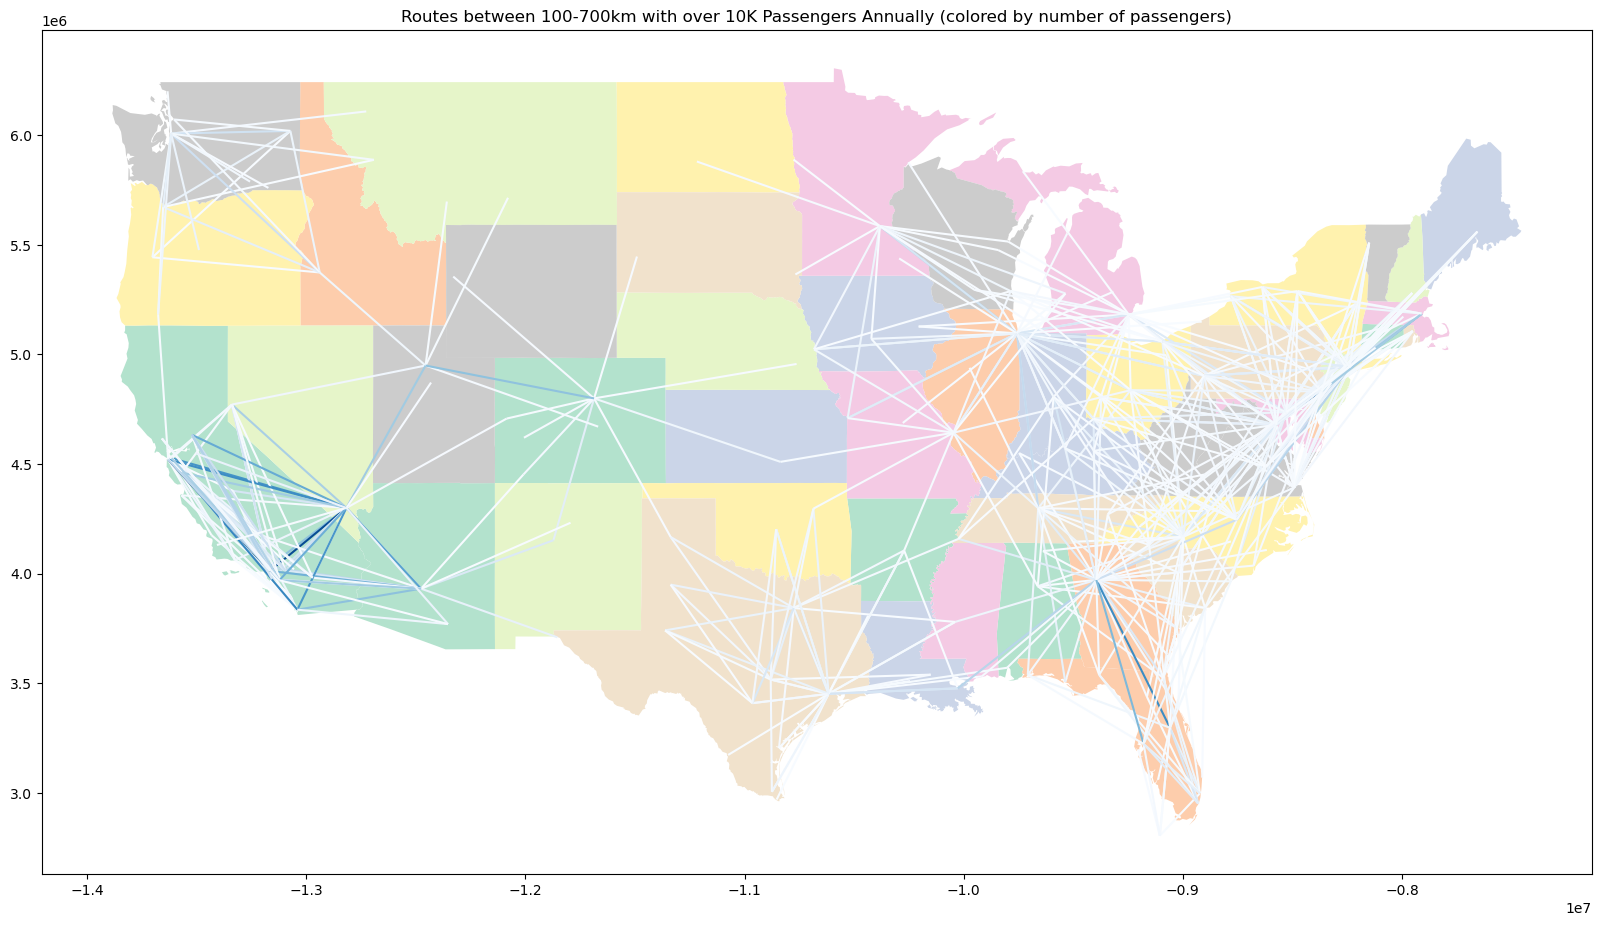 Routes between 100-700km with over 10K Passengers Annually (colored by number of passengers)
1e6
6.0
5.5
5.0
4.5
4.0
3.5
3.0
−1.4 −1.3 −1.2 −1.1 −1.0 −0.9 −0.8
1e7